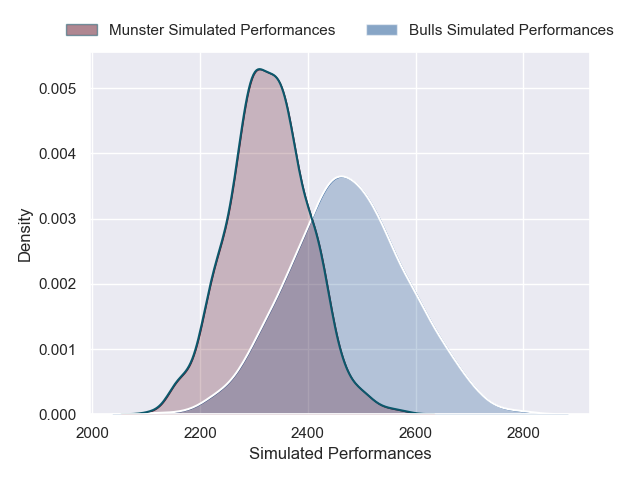 Munster Simulated Performances Bulls Simulated Performances
0.005
0.004
0.003
0.002
0.001
0.000
Density
2000 2200 2400 2600 2800
Simulated Performances